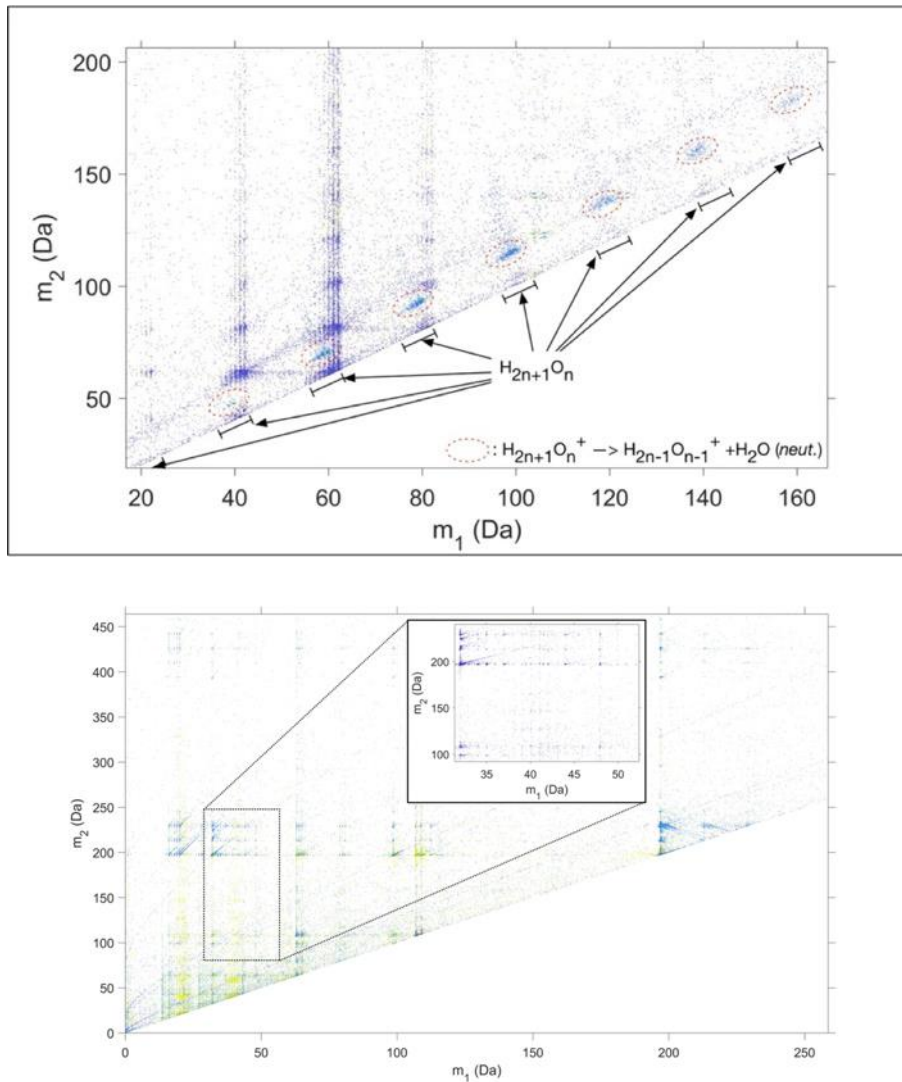 200
150
100
50
m₂ (Da)
H₂ₙ₊₁Oₙ
: H₂ₙ₊₁Oₙ⁺ —> H₂ₙ₋₁Oₙ₋₁⁺ +H₂O (neut.)
20 40 60 80 100 120 140 160
m₁ (Da)
450
400
350
300
250
200
150
100
50
0
m₂ (Da)
200
150
100
m₂ (Da)
35 40 45 50
m₁ (Da)
0 50 100 150 200 250
m₁ (Da)